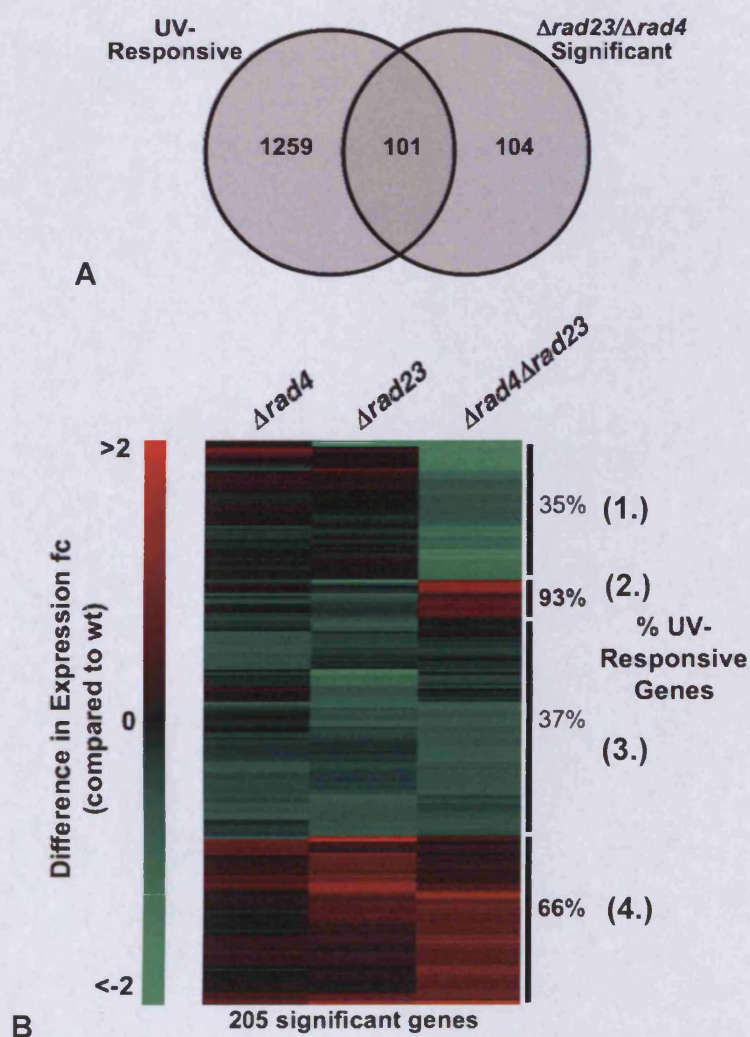 UV-
Responsive
Δrad23/Δrad4
Significant
1259
101
104
A
Δrad4
Δrad23
Δrad4Δrad23
>2
0
<-2
Difference in Expression fc
(compared to wt)
35%
(1.)
93%
(2.)
% UV-
Responsive
Genes
37%
(3.)
66%
(4.)
205 significant genes
B